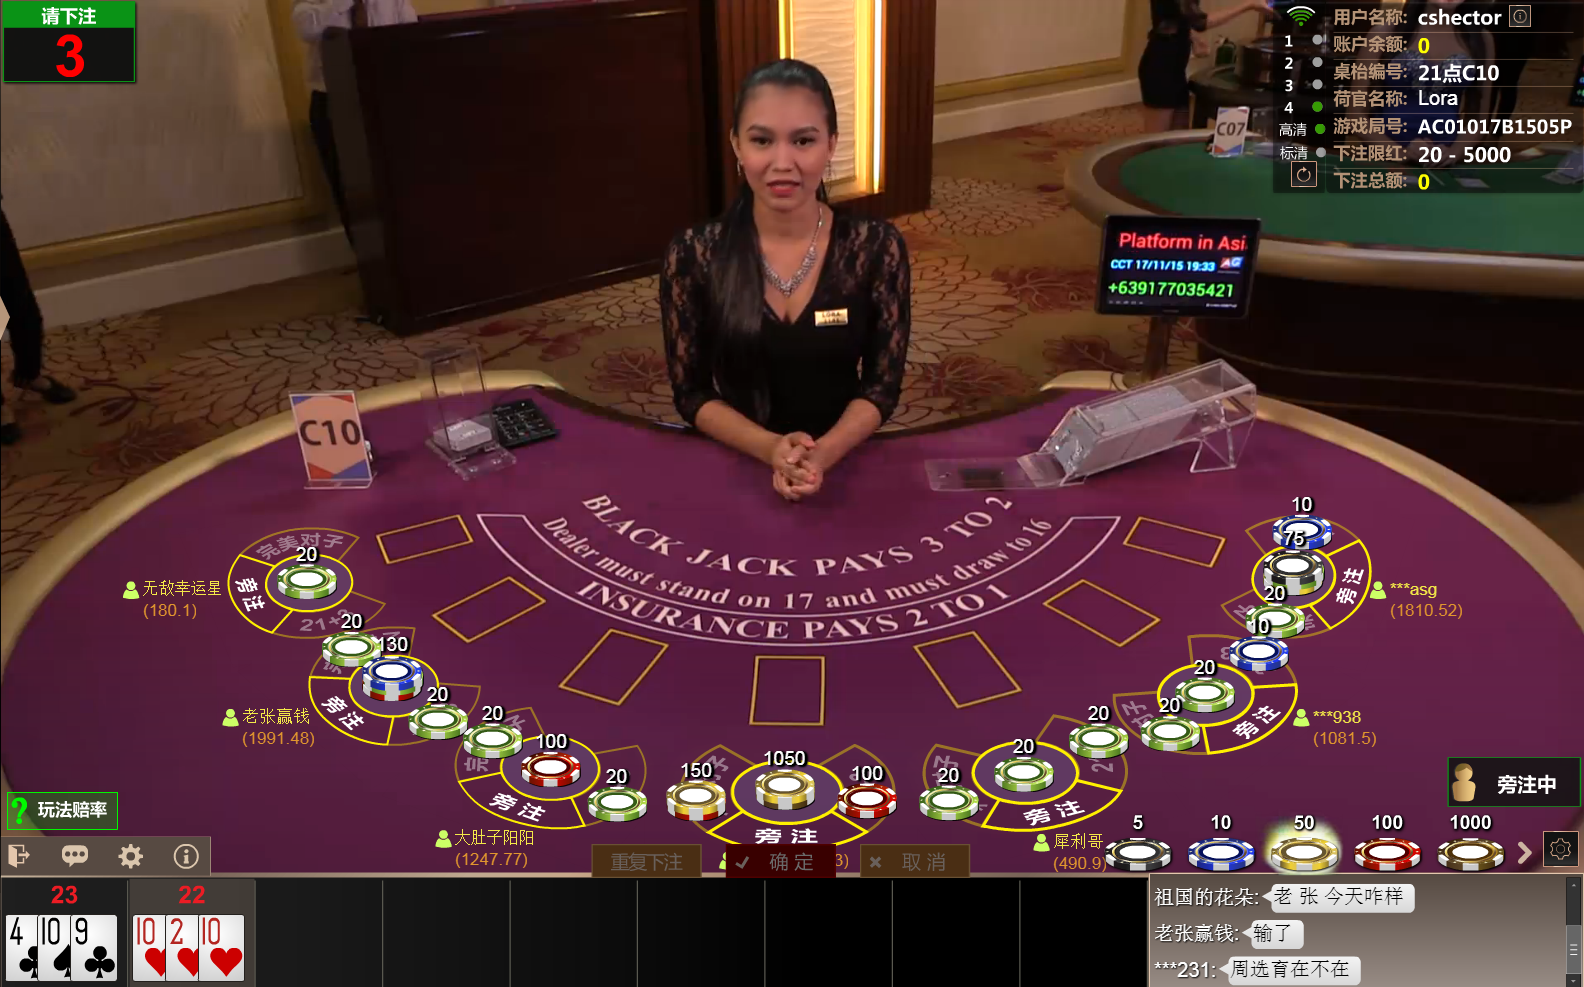 请下注
3
用户名称: cshector
1
账户余额: 0
2
桌枱编号: 21点C10
3
荷官名称: Lora
4
游戏局号: AC01017B1505P
高清
下注限红: 20 - 5000
标清
下注总额: 0
C07
Platform in Asi
CCT 17/11/15 19:33 AG
+639177035421
LORA
C10
BLACK JACK PAYS 3 TO 2
Dealer must stand on 17 and must draw to 16
INSURANCE PAYS 2 TO 1
完美对子
20
旁注
21+3
无敌幸运星
(180.1)
20
130
20
旁注
老张赢钱
(1991.48)
20
100
20
旁注
大肚子阳阳
(1247.77)
150
1050
100
旁注
20
20
20
旁注
犀利哥
(490.9)
10
20
20
旁注
***938
(1081.5)
10
75
20
旁注
***asg
(1810.52)
旁注中
? 玩法赔率
重复下注
确定
取消
5
10
50
100
1000
23
22
4
10
9
10
2
10
祖国的花朵: 老 张 今天咋样
老张赢钱: 输了
***231: 周选育在不在